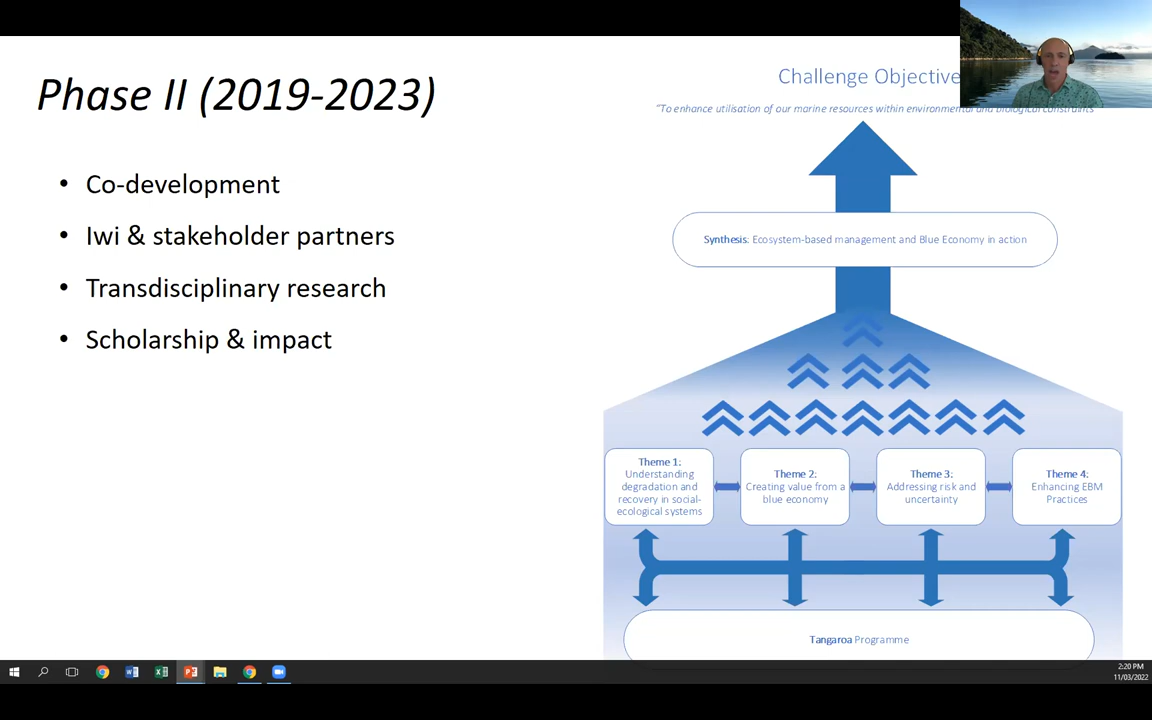 Phase II (2019-2023)
• Co-development
• Iwi & stakeholder partners
• Transdisciplinary research
• Scholarship & impact
Challenge Objective
"To enhance utilisation of our marine resources within environmental and biological constraints
Synthesis: Ecosystem-based management and Blue Economy in action
Theme 1:
Understanding
degradation and
recovery in social-
ecological systems
Theme 2:
Creating value from a
blue economy
Theme 3:
Addressing risk and
uncertainty
Theme 4:
Enhancing EBM
Practices
Tangaroa Programme
2:20 PM
11/03/2022